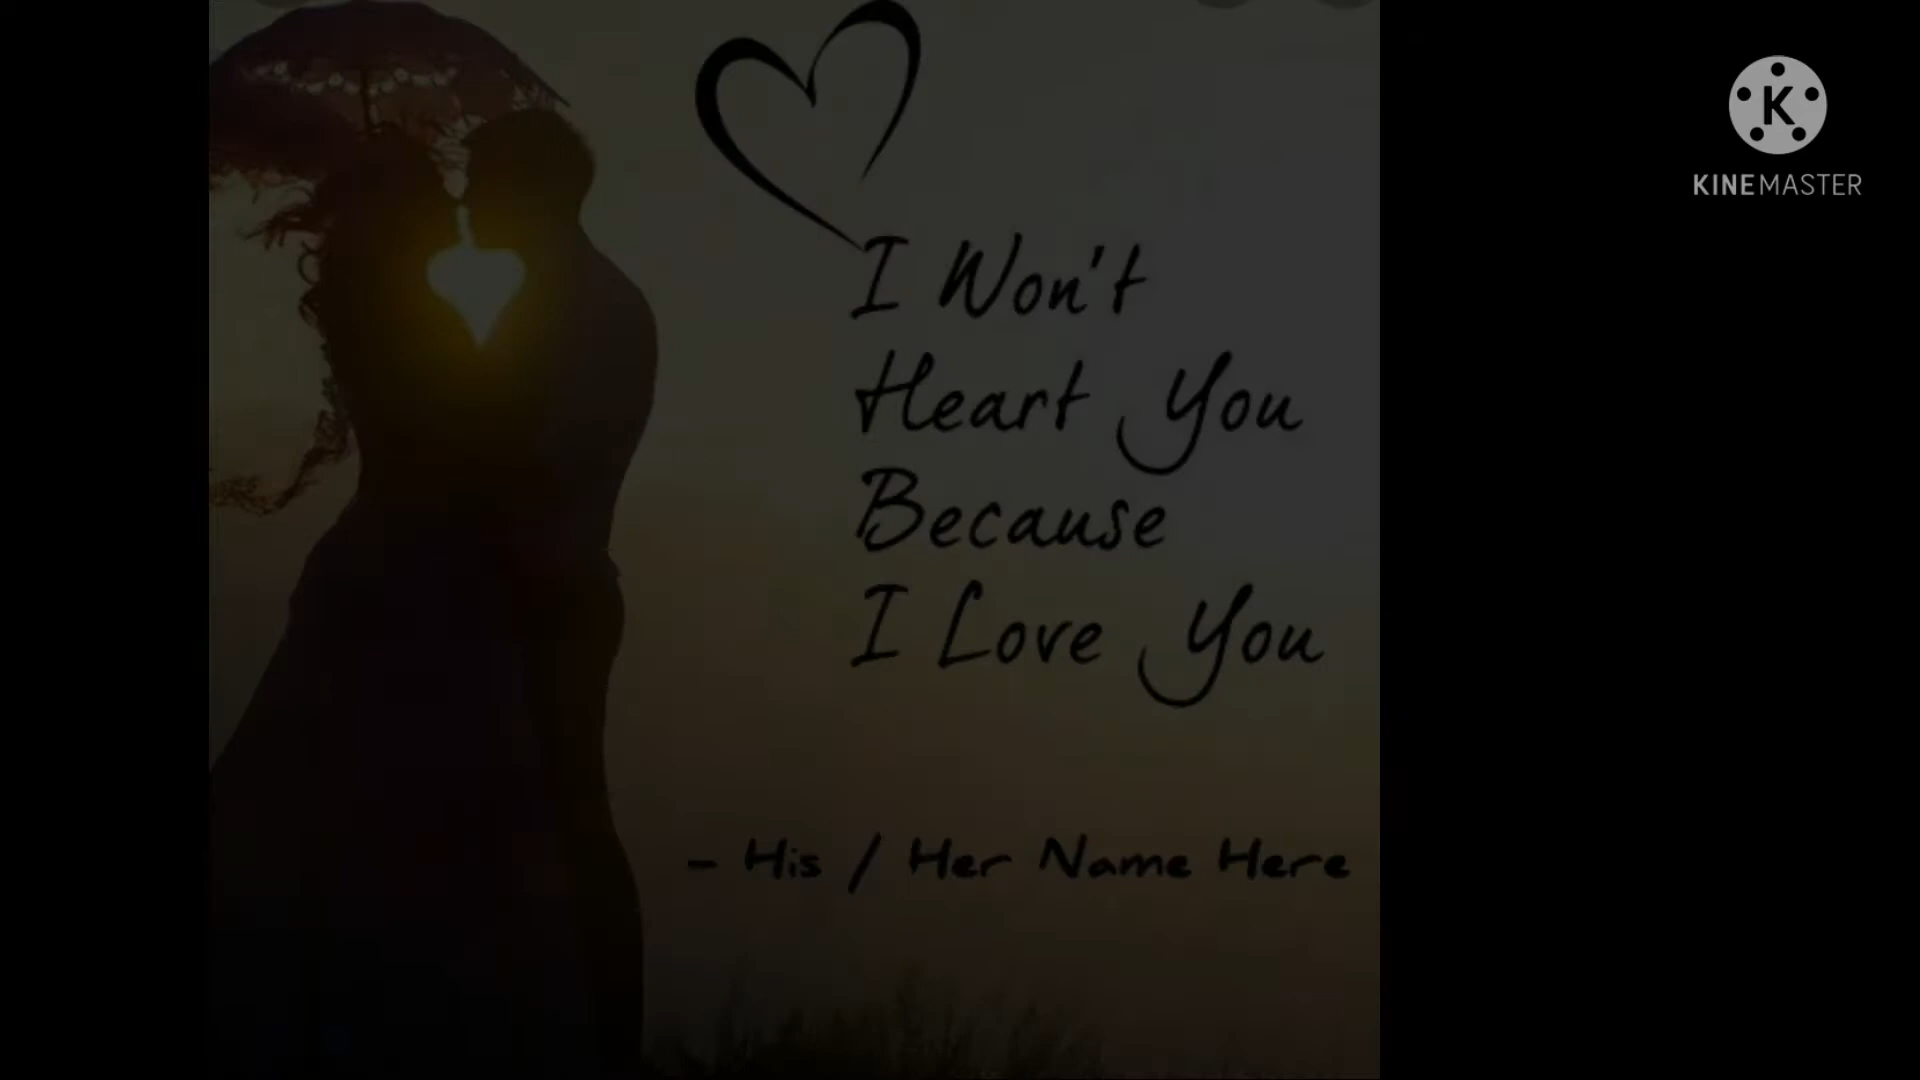 I Won't
Heart You
Because
I Love You
- His / Her Name Here
K
KINEMASTER